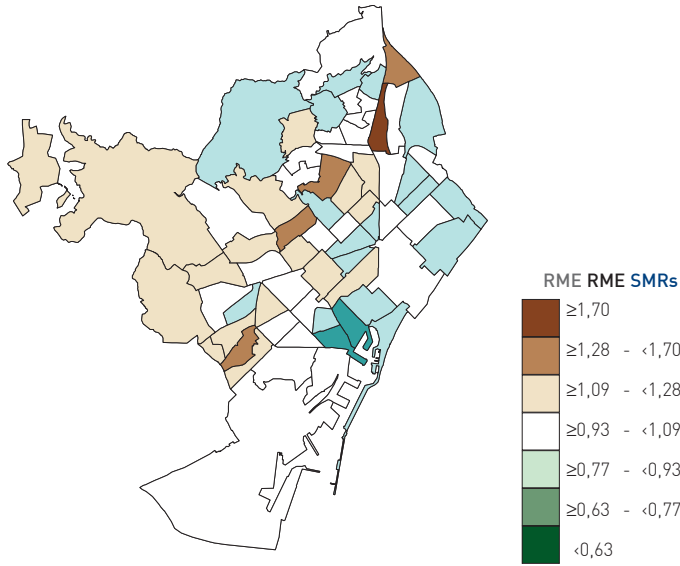 RME RME SMRs
≥1,70
≥1,28 - <1,70
≥1,09 - <1,28
≥0,93 - <1,09
≥0,77 - <0,93
≥0,63 - <0,77
<0,63